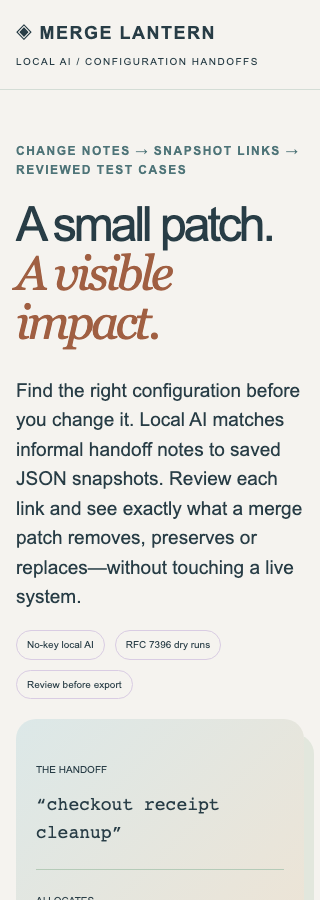 ◈ MERGE LANTERN
LOCAL AI / CONFIGURATION HANDOFFS
CHANGE NOTES → SNAPSHOT LINKS →
REVIEWED TEST CASES
A small patch.
A visible
impact.
Find the right configuration before
you change it. Local AI matches
informal handoff notes to saved
JSON snapshots. Review each
link and see exactly what a merge
patch removes, preserves or
replaces—without touching a live
system.
No-key local AI
RFC 7396 dry runs
Review before export
THE HANDOFF
“checkout receipt
cleanup”
AI LOCATES